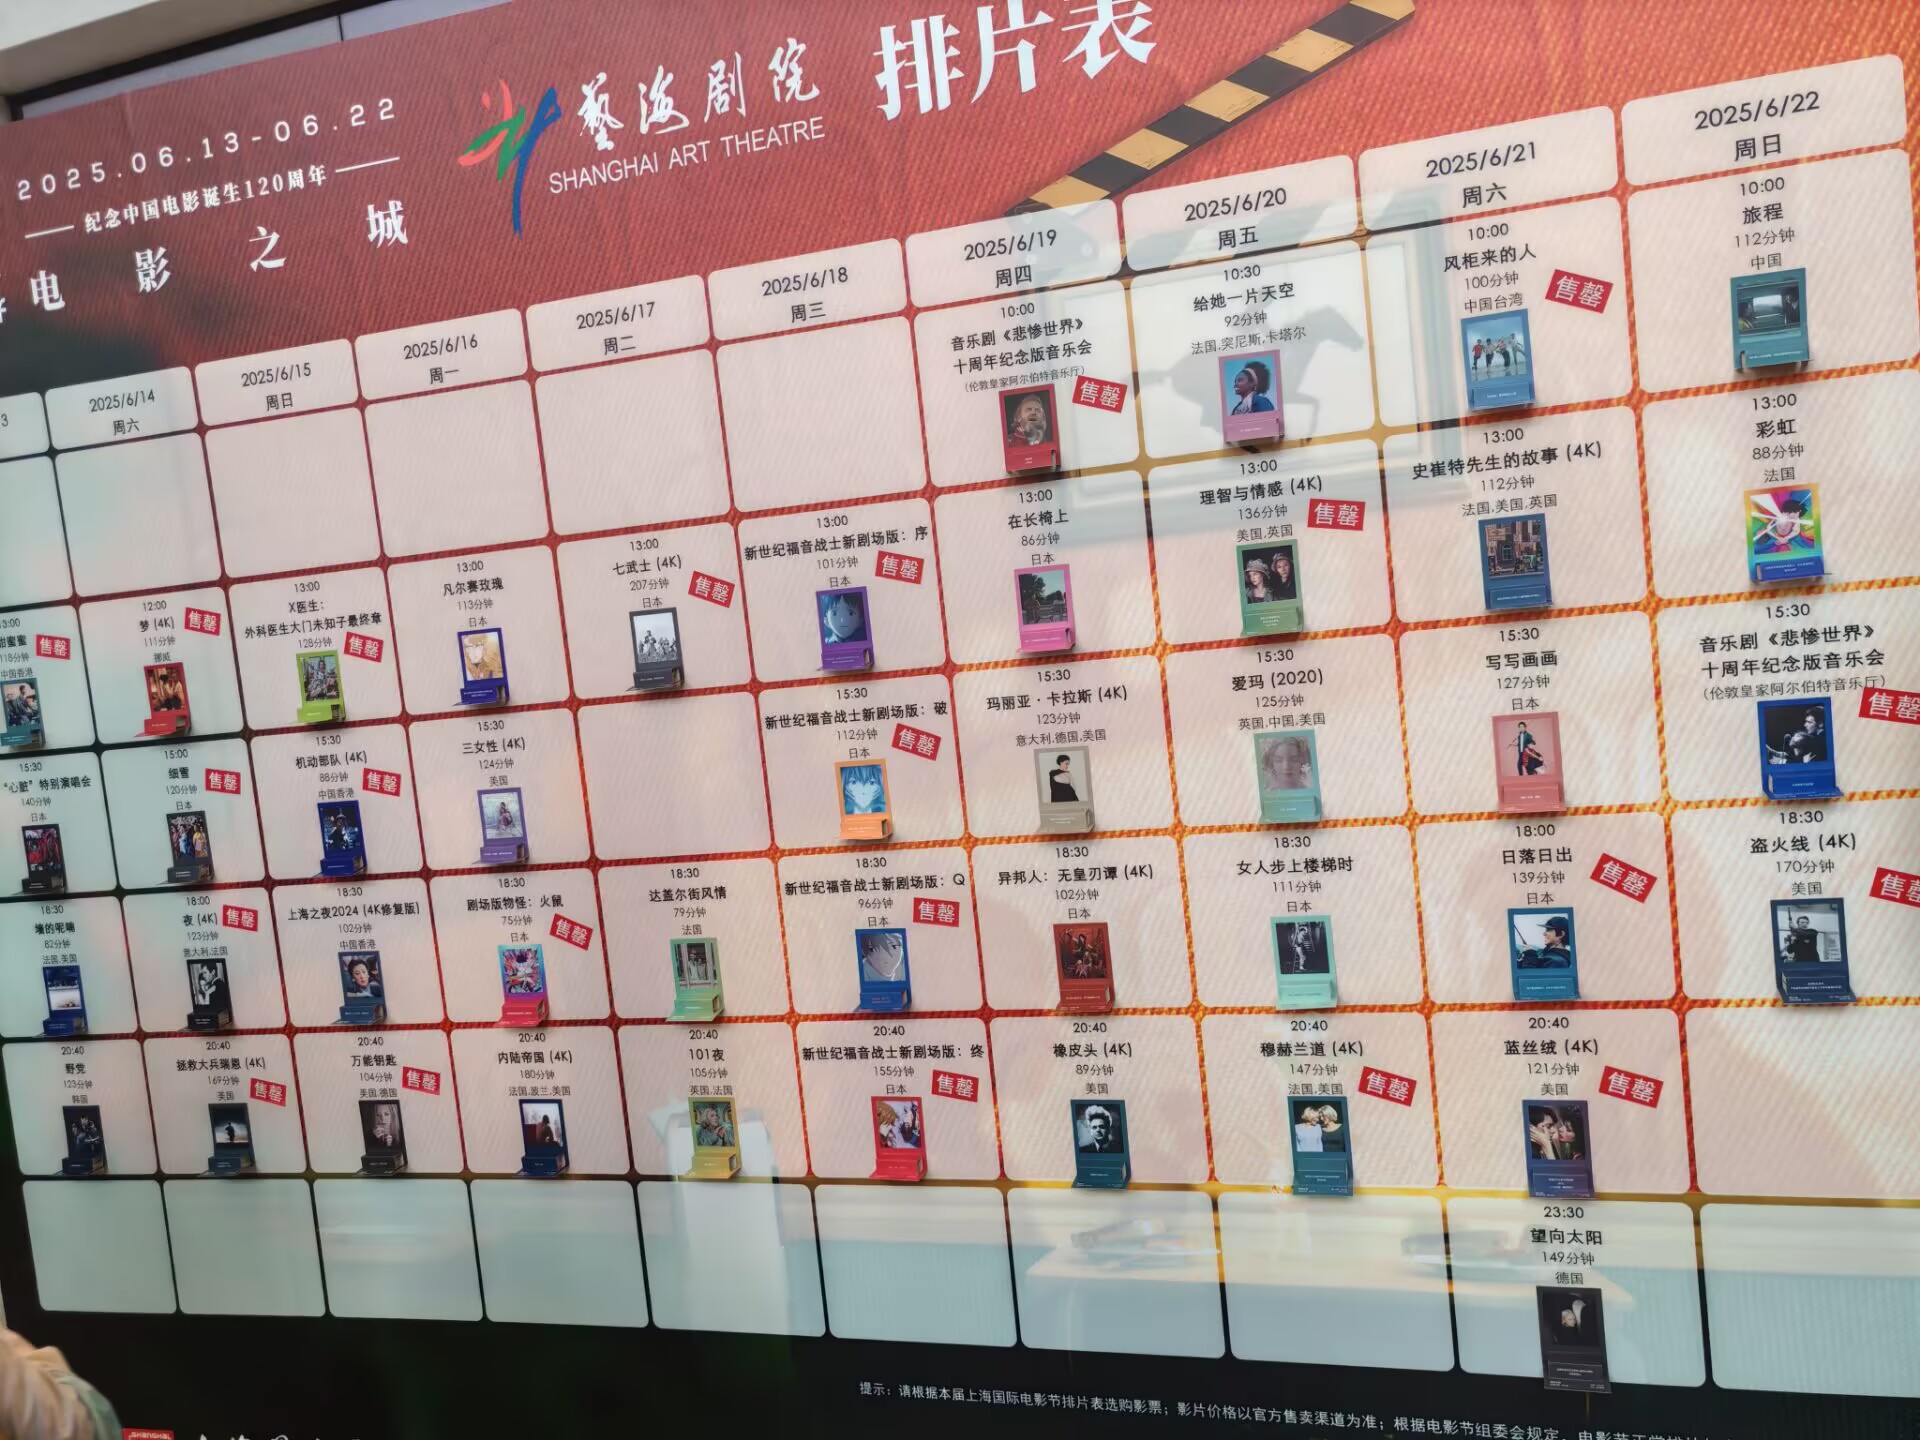 2025.06.13-06.22
纪念中国电影诞生120周年
电影之城
藝海剧院
SHANGHAI ART THEATRE
排片表
3
2025/6/14
周六
2025/6/15
周日
2025/6/16
周一
2025/6/17
周二
2025/6/18
周三
2025/6/19
周四
2025/6/20
周五
2025/6/21
周六
2025/6/22
周日
13:00
甜蜜蜜
118分钟
中国香港
售罄
15:30
“心脏”特别演唱会
140分钟
日本
18:30
墙的呢喃
82分钟
法国,美国
20:40
野党
123分钟
韩国
12:00
梦 (4K)
111分钟
挪威
售罄
15:00
细雪
120分钟
日本
售罄
18:00
夜 (4K)
123分钟
意大利,法国
售罄
20:40
拯救大兵瑞恩 (4K)
169分钟
美国
售罄
13:00
X医生:
外科医生大门未知子最终章
128分钟
售罄
15:30
机动部队 (4K)
88分钟
中国香港
售罄
18:30
上海之夜2024 (4K修复版)
102分钟
中国香港
20:40
万能钥匙
104分钟
美国,德国
售罄
13:00
凡尔赛玫瑰
113分钟
日本
15:30
三女性 (4K)
124分钟
美国
18:30
剧场版物怪：火鼠
75分钟
日本
售罄
20:40
内陆帝国 (4K)
180分钟
法国,波兰,美国
13:00
七武士 (4K)
207分钟
日本
售罄
18:30
达盖尔街风情
79分钟
法国
20:40
101夜
105分钟
英国,法国
13:00
新世纪福音战士新剧场版：序
101分钟
日本
售罄
15:30
新世纪福音战士新剧场版：破
112分钟
日本
售罄
18:30
新世纪福音战士新剧场版：Q
96分钟
日本
售罄
20:40
新世纪福音战士新剧场版：终
155分钟
日本
售罄
10:00
音乐剧《悲惨世界》
十周年纪念版音乐会
(伦敦皇家阿尔伯特音乐厅)
售罄
13:00
在长椅上
86分钟
日本
15:30
玛丽亚·卡拉斯 (4K)
123分钟
意大利,德国,美国
18:30
异邦人：无皇刃谭 (4K)
102分钟
日本
20:40
橡皮头 (4K)
89分钟
美国
10:30
给她一片天空
92分钟
法国,突尼斯,卡塔尔
13:00
理智与情感 (4K)
136分钟
美国,英国
售罄
15:30
爱玛 (2020)
125分钟
英国,中国,美国
18:30
女人步上楼梯时
111分钟
日本
20:40
穆赫兰道 (4K)
147分钟
法国,美国
售罄
10:00
风柜来的人
100分钟
中国台湾
售罄
13:00
史崔特先生的故事 (4K)
112分钟
法国,美国,英国
15:30
写写画画
127分钟
日本
18:00
日落日出
139分钟
日本
售罄
20:40
蓝丝绒 (4K)
121分钟
美国
售罄
23:30
望向太阳
149分钟
德国
10:00
旅程
112分钟
中国
13:00
彩虹
88分钟
法国
15:30
音乐剧《悲惨世界》
十周年纪念版音乐会
(伦敦皇家阿尔伯特音乐厅)
售罄
18:30
盗火线 (4K)
170分钟
美国
售
提示：请根据本届上海国际电影节排片表选购影票；影片价格以官方售卖渠道为准；根据电影节组委会规定，电影节正常排片